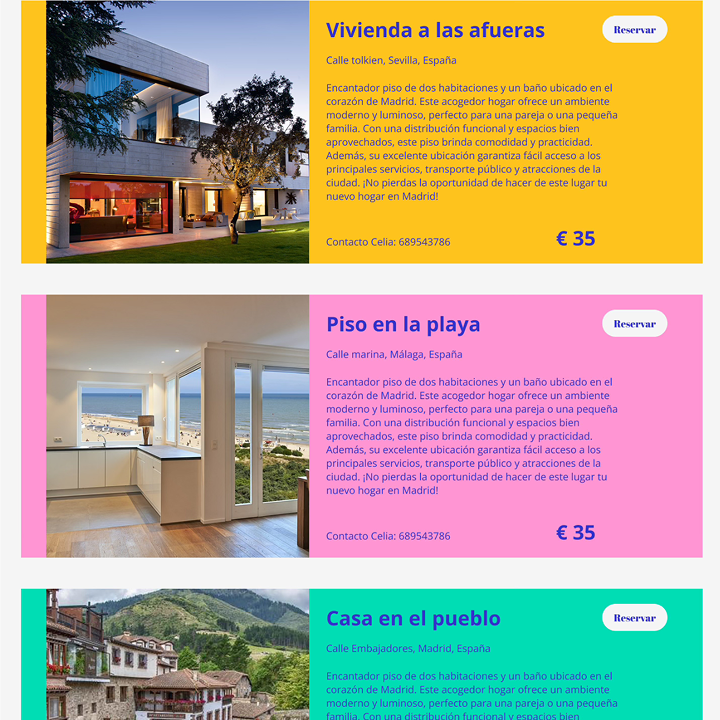 Vivienda a las afueras
Reservar
Calle tolkien, Sevilla, España
Encantador piso de dos habitaciones y un baño ubicado en el
corazón de Madrid. Este acogedor hogar ofrece un ambiente
moderno y luminoso, perfecto para una pareja o una pequeña
familia. Con una distribución funcional y espacios bien
aprovechados, este piso brinda comodidad y practicidad.
Además, su excelente ubicación garantiza fácil acceso a los
principales servicios, transporte público y atracciones de la
ciudad. ¡No pierdas la oportunidad de hacer de este lugar tu
nuevo hogar en Madrid!
Contacto Celia: 689543786
€ 35
Piso en la playa
Reservar
Calle marina, Málaga, España
Encantador piso de dos habitaciones y un baño ubicado en el
corazón de Madrid. Este acogedor hogar ofrece un ambiente
moderno y luminoso, perfecto para una pareja o una pequeña
familia. Con una distribución funcional y espacios bien
aprovechados, este piso brinda comodidad y practicidad.
Además, su excelente ubicación garantiza fácil acceso a los
principales servicios, transporte público y atracciones de la
ciudad. ¡No pierdas la oportunidad de hacer de este lugar tu
nuevo hogar en Madrid!
Contacto Celia: 689543786
€ 35
Casa en el pueblo
Reservar
Calle Embajadores, Madrid, España
Encantador piso de dos habitaciones y un baño ubicado en el
corazón de Madrid. Este acogedor hogar ofrece un ambiente
moderno y luminoso, perfecto para una pareja o una pequeña
familia. Con una distribución funcional y espacios bien